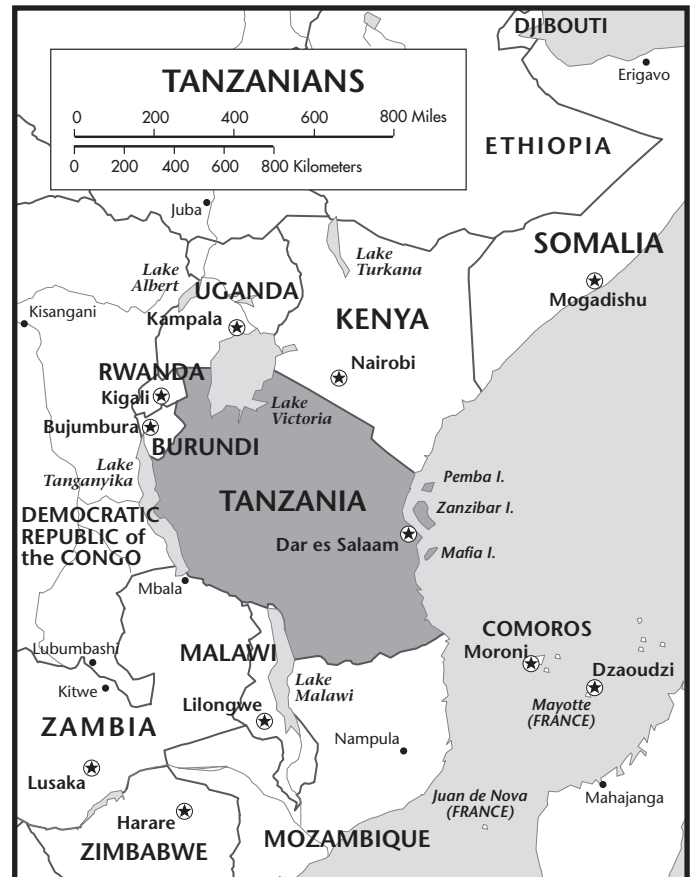 DJIBOUTI
Erigavo
TANZANIANS
0 200 400 600 800 Miles
0 200 400 600 800 Kilometers
ETHIOPIA
Juba
SOMALIA
Mogadishu
Lake
Turkana
Lake
Albert
UGANDA
Kampala
KENYA
Kisangani
Nairobi
RWANDA
Kigali
Lake
Victoria
Bujumbura
BURUNDI
Lake
Tanganyika
Pemba I.
TANZANIA
Zanzibar I.
DEMOCRATIC
REPUBLIC of
the CONGO
Dar es Salaam
Mafia I.
Mbala
COMOROS
Moroni
Lubumbashi
MALAWI
Dzaoudzi
Kitwe
Lake
Malawi
Lilongwe
Mayotte
(FRANCE)
ZAMBIA
Nampula
Lusaka
Juan de Nova
(FRANCE)
Mahajanga
Harare
MOZAMBIQUE
ZIMBABWE